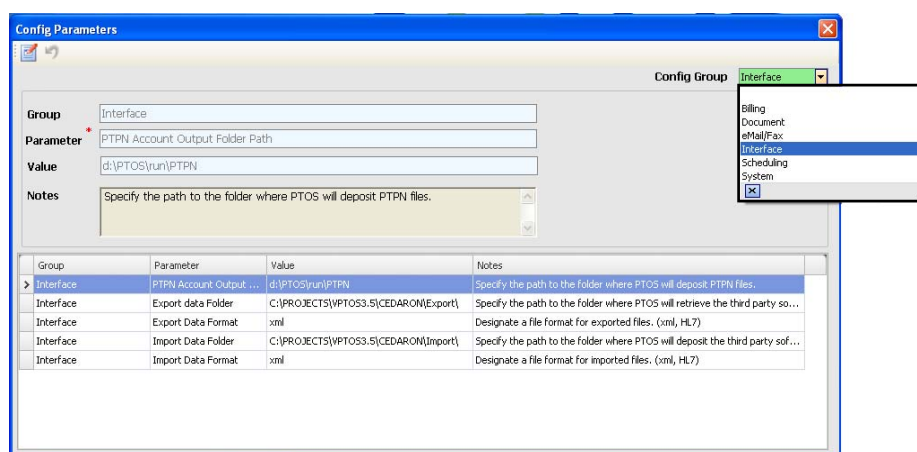 Config Parameters
Config Group Interface
Billing
Document
eMail/Fax
Interface
Scheduling
System
Group Interface
Parameter * PTPN Account Output Folder Path
Value d:\PTOS\run\PTPN
Notes Specify the path to the folder where PTOS will deposit PTPN files.
Group Parameter Value Notes
Interface PTPN Account Output ... d:\PTOS\run\PTPN Specify the path to the folder where PTOS will deposit PTPN files.
Interface Export data Folder C:\PROJECTS\VPTOS3.5\CEDARON\Export\ Specify the path to the folder where PTOS will retrieve the third party so...
Interface Export Data Format xml Designate a file format for exported files. (xml, HL7)
Interface Import Data Folder C:\PROJECTS\VPTOS3.5\CEDARON\Import\ Specify the path to the folder where PTOS will deposit the third party sof...
Interface Import Data Format xml Designate a file format for imported files. (xml, HL7)